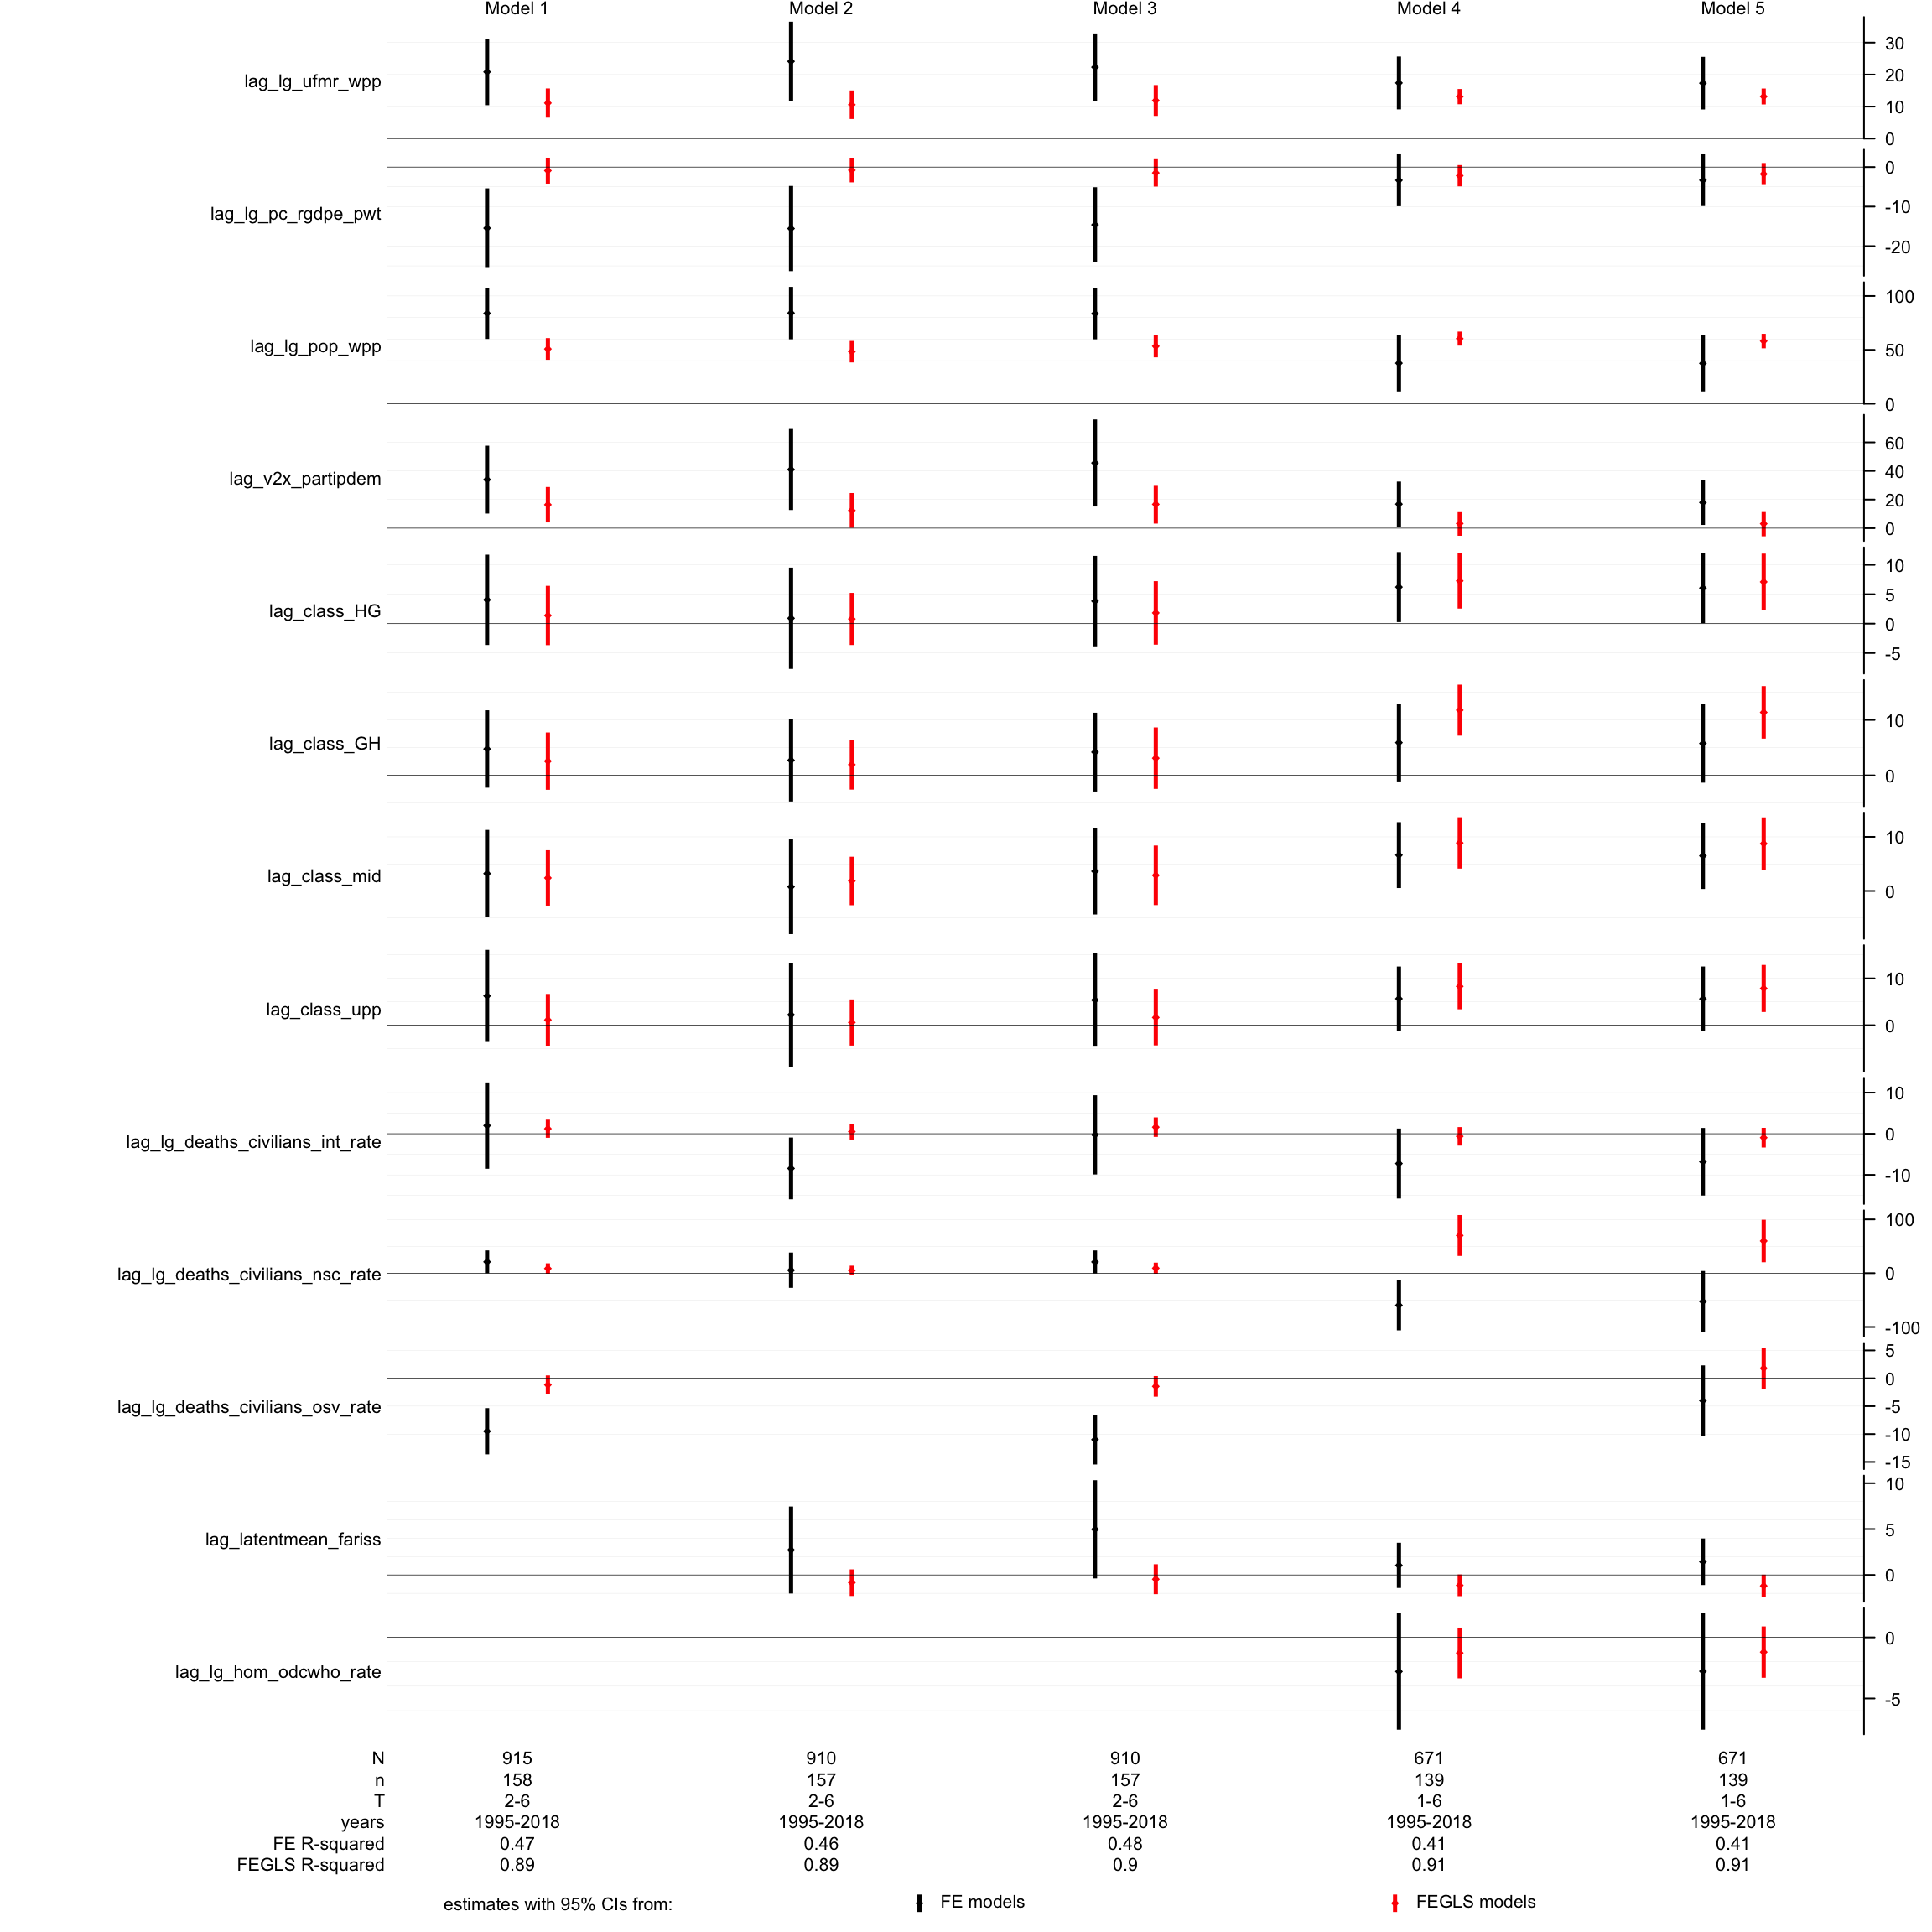 Model 1 Model 2 Model 3 Model 4 Model 5
lag_lg_ufmr_wpp
30
20
10
0
lag_lg_pc_rgdpe_pwt
0
-10
-20
lag_lg_pop_wpp
100
50
0
lag_v2x_partipdem
60
40
20
0
lag_class_HG
10
5
0
-5
lag_class_GH
10
0
lag_class_mid
10
0
lag_class_upp
10
0
lag_lg_deaths_civilians_int_rate
10
0
-10
lag_lg_deaths_civilians_nsc_rate
100
0
-100
lag_lg_deaths_civilians_osv_rate
5
0
-5
-10
-15
lag_latentmean_fariss
10
5
0
lag_lg_hom_odcwho_rate
0
-5
N 915 910 910 671 671
n 158 157 157 139 139
T 2-6 2-6 2-6 1-6 1-6
years 1995-2018 1995-2018 1995-2018 1995-2018 1995-2018
FE R-squared 0.47 0.46 0.48 0.41 0.41
FEGLS R-squared 0.89 0.89 0.9 0.91 0.91
estimates with 95% CIs from: FE models FEGLS models